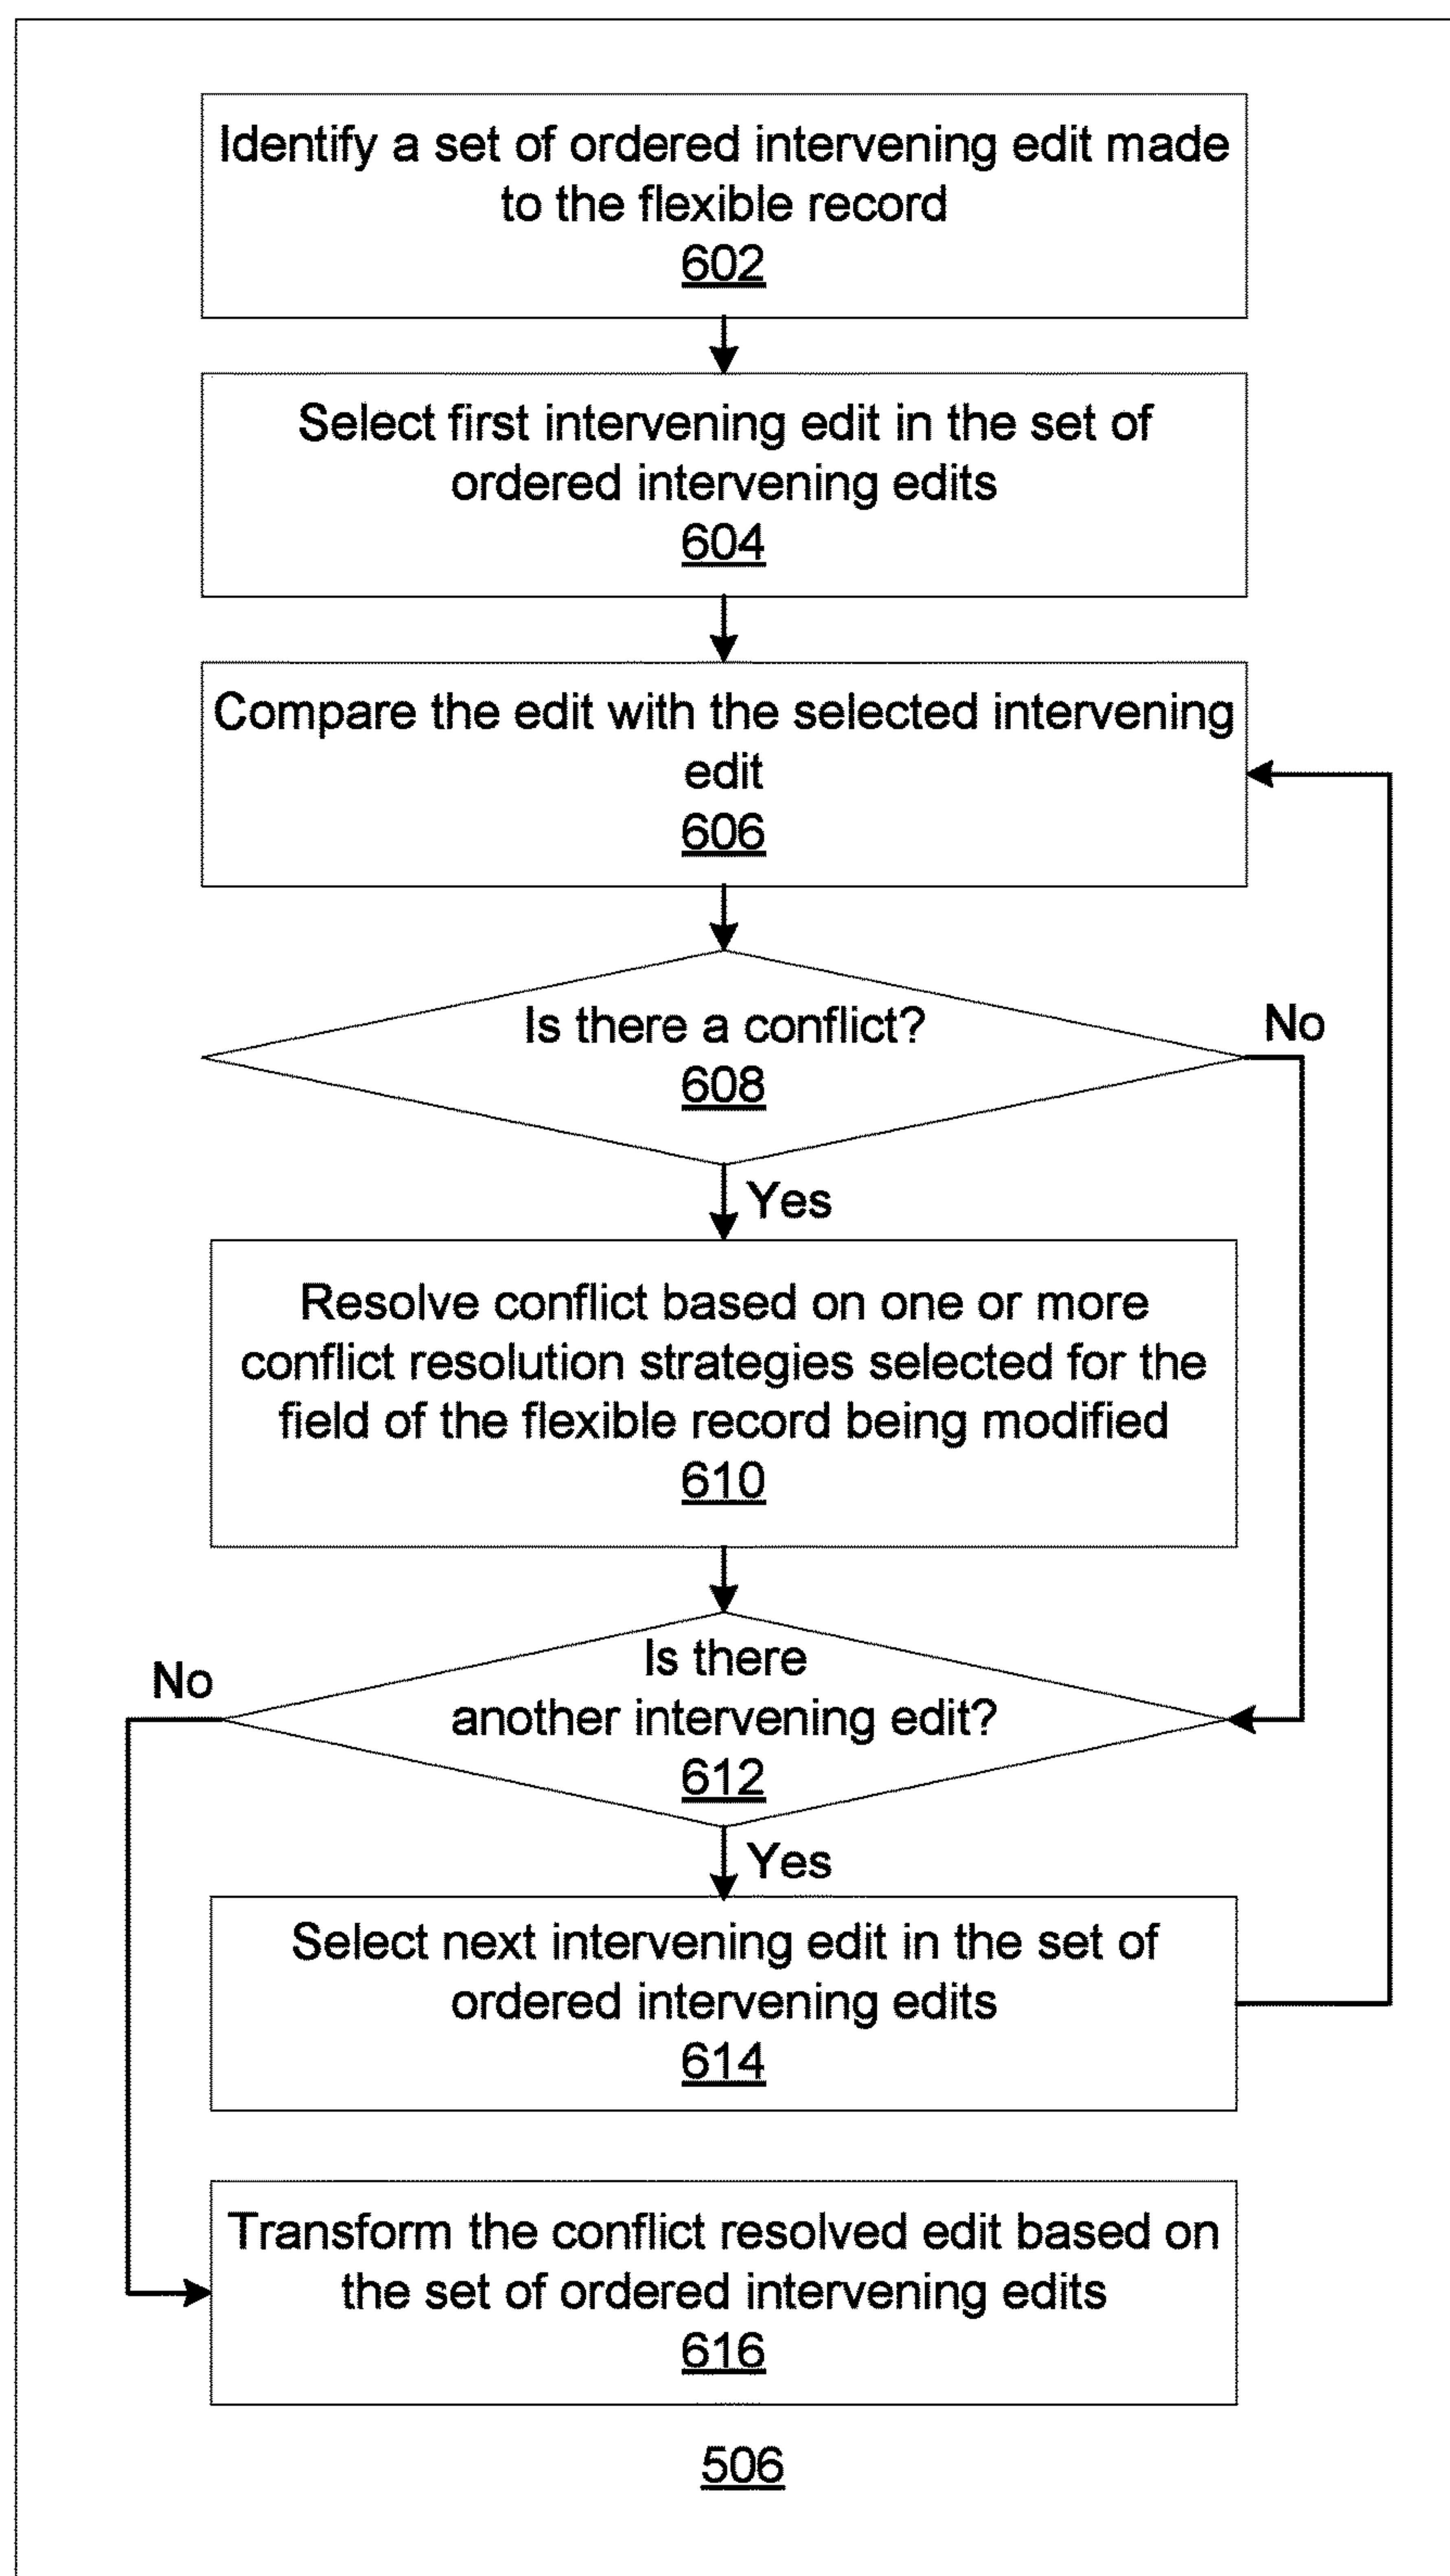 Identify a set of ordered intervening edit made
to the flexible record
602
Select first intervening edit in the set of
ordered intervening edits
604
Compare the edit with the selected intervening
edit
606
Is there a conflict?
608
No
Yes
Resolve conflict based on one or more
conflict resolution strategies selected for the
field of the flexible record being modified
610
Is there
another intervening edit?
612
No
Yes
Select next intervening edit in the set of
ordered intervening edits
614
Transform the conflict resolved edit based on
the set of ordered intervening edits
616
506